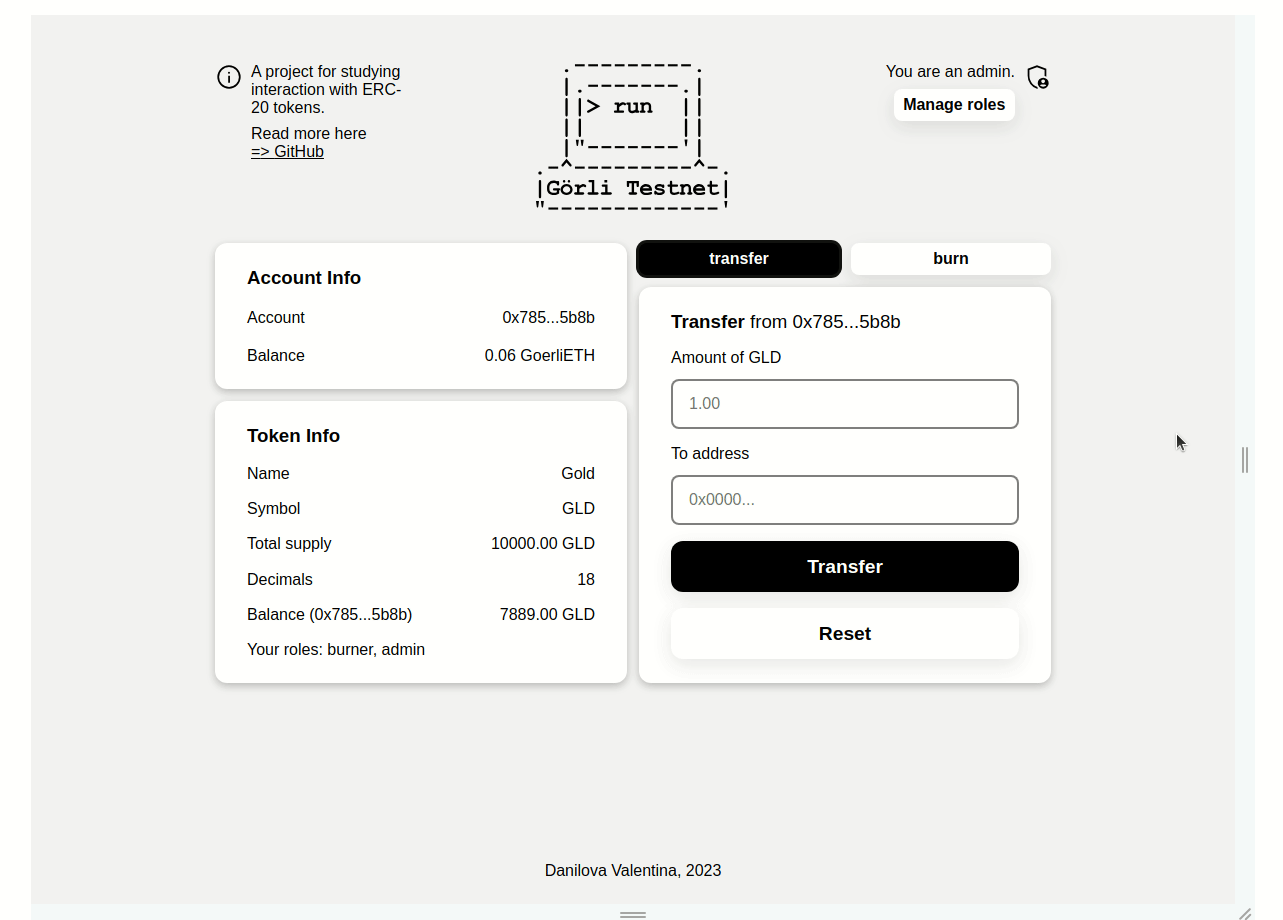 A project for studying
interaction with ERC-
20 tokens.
Read more here
=> GitHub
> run
Görli Testnet
You are an admin.
Manage roles
Account Info
Account 0x785...5b8b
Balance 0.06 GoerliETH
Token Info
Name Gold
Symbol GLD
Total supply 10000.00 GLD
Decimals 18
Balance (0x785...5b8b) 7889.00 GLD
Your roles: burner, admin
transfer burn
Transfer from 0x785...5b8b
Amount of GLD
1.00
To address
0x0000...
Transfer
Reset
Danilova Valentina, 2023